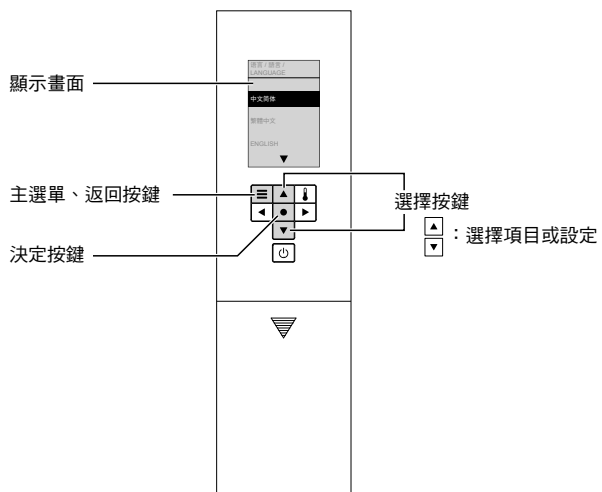 语言 / 語言 /
LANGUAGE
中文简体
繁體中文
ENGLISH
顯示畫面
主選單、返回按鍵
決定按鍵
選擇按鍵
：選擇項目或設定